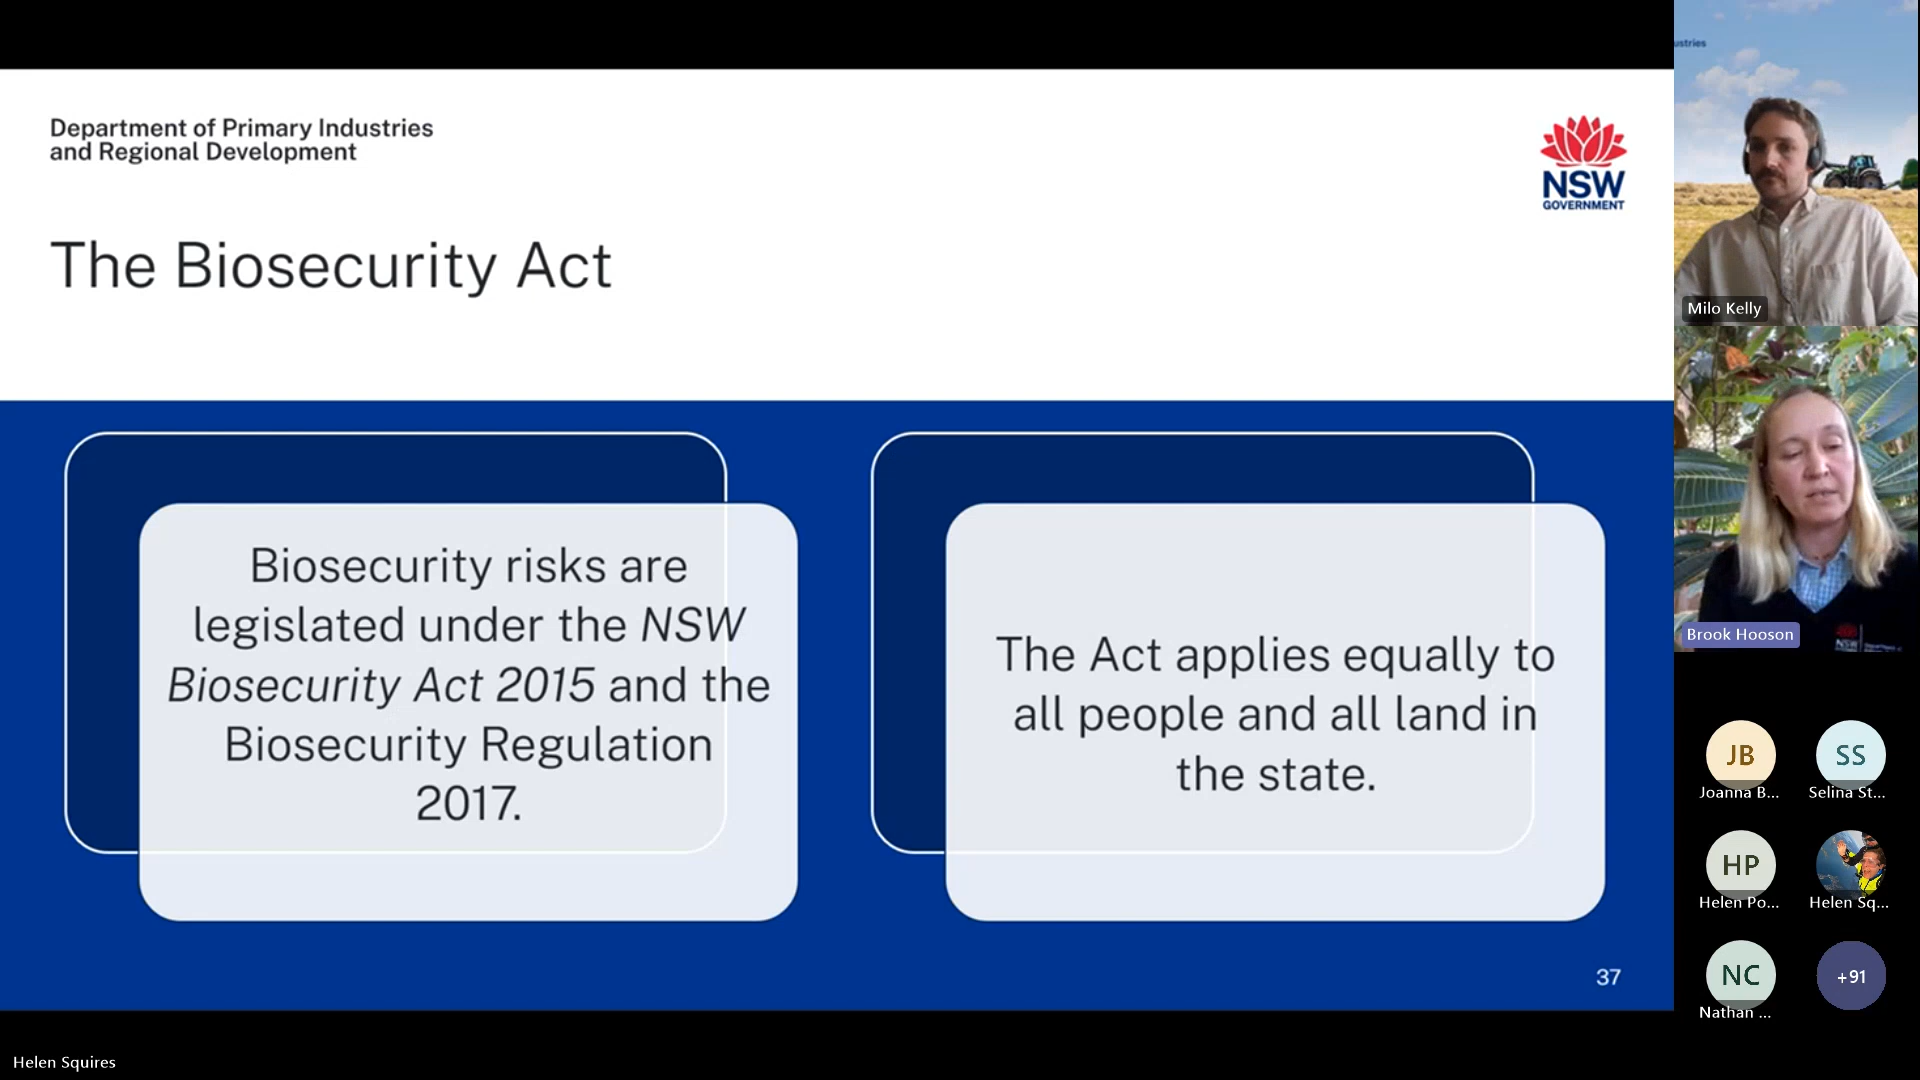 Department of Primary Industries
and Regional Development
NSW
GOVERNMENT
The Biosecurity Act
Biosecurity risks are
legislated under the NSW
Biosecurity Act 2015 and the
Biosecurity Regulation
2017.
The Act applies equally to
all people and all land in
the state.
37
ustries
Milo Kelly
Brook Hooson
NSW
JB
Joanna B...
SS
Selina St...
HP
Helen Po...
Helen Sq...
NC
Nathan ...
+91
Helen Squires